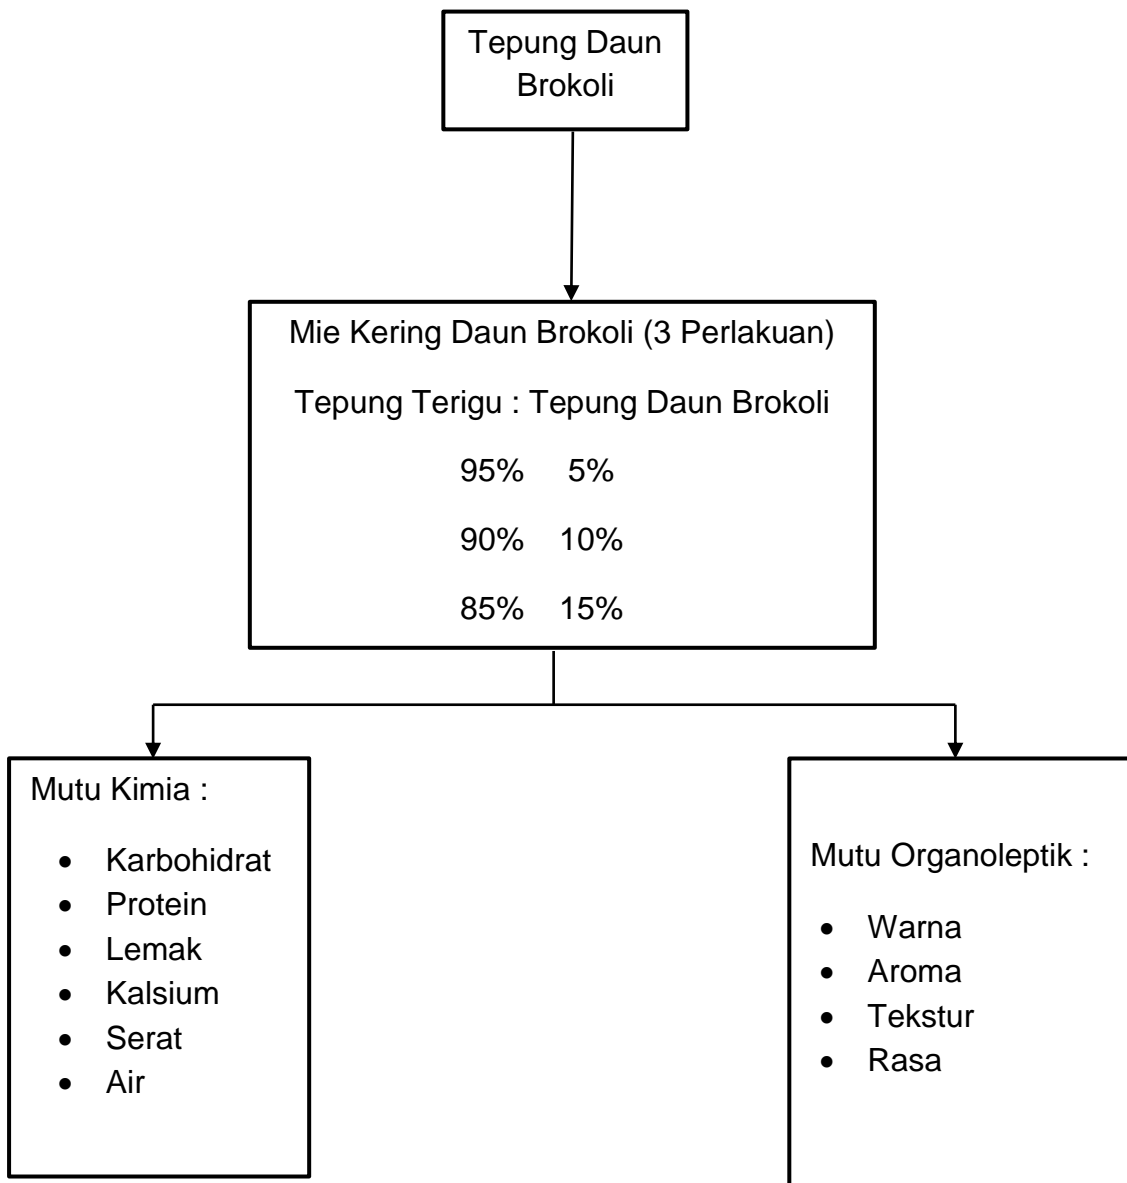 Tepung Daun
Brokoli
Mie Kering Daun Brokoli (3 Perlakuan)
Tepung Terigu : Tepung Daun Brokoli
95% 5%
90% 10%
85% 15%
Mutu Kimia :
• Karbohidrat
• Protein
• Lemak
• Kalsium
• Serat
• Air
Mutu Organoleptik :
• Warna
• Aroma
• Tekstur
• Rasa